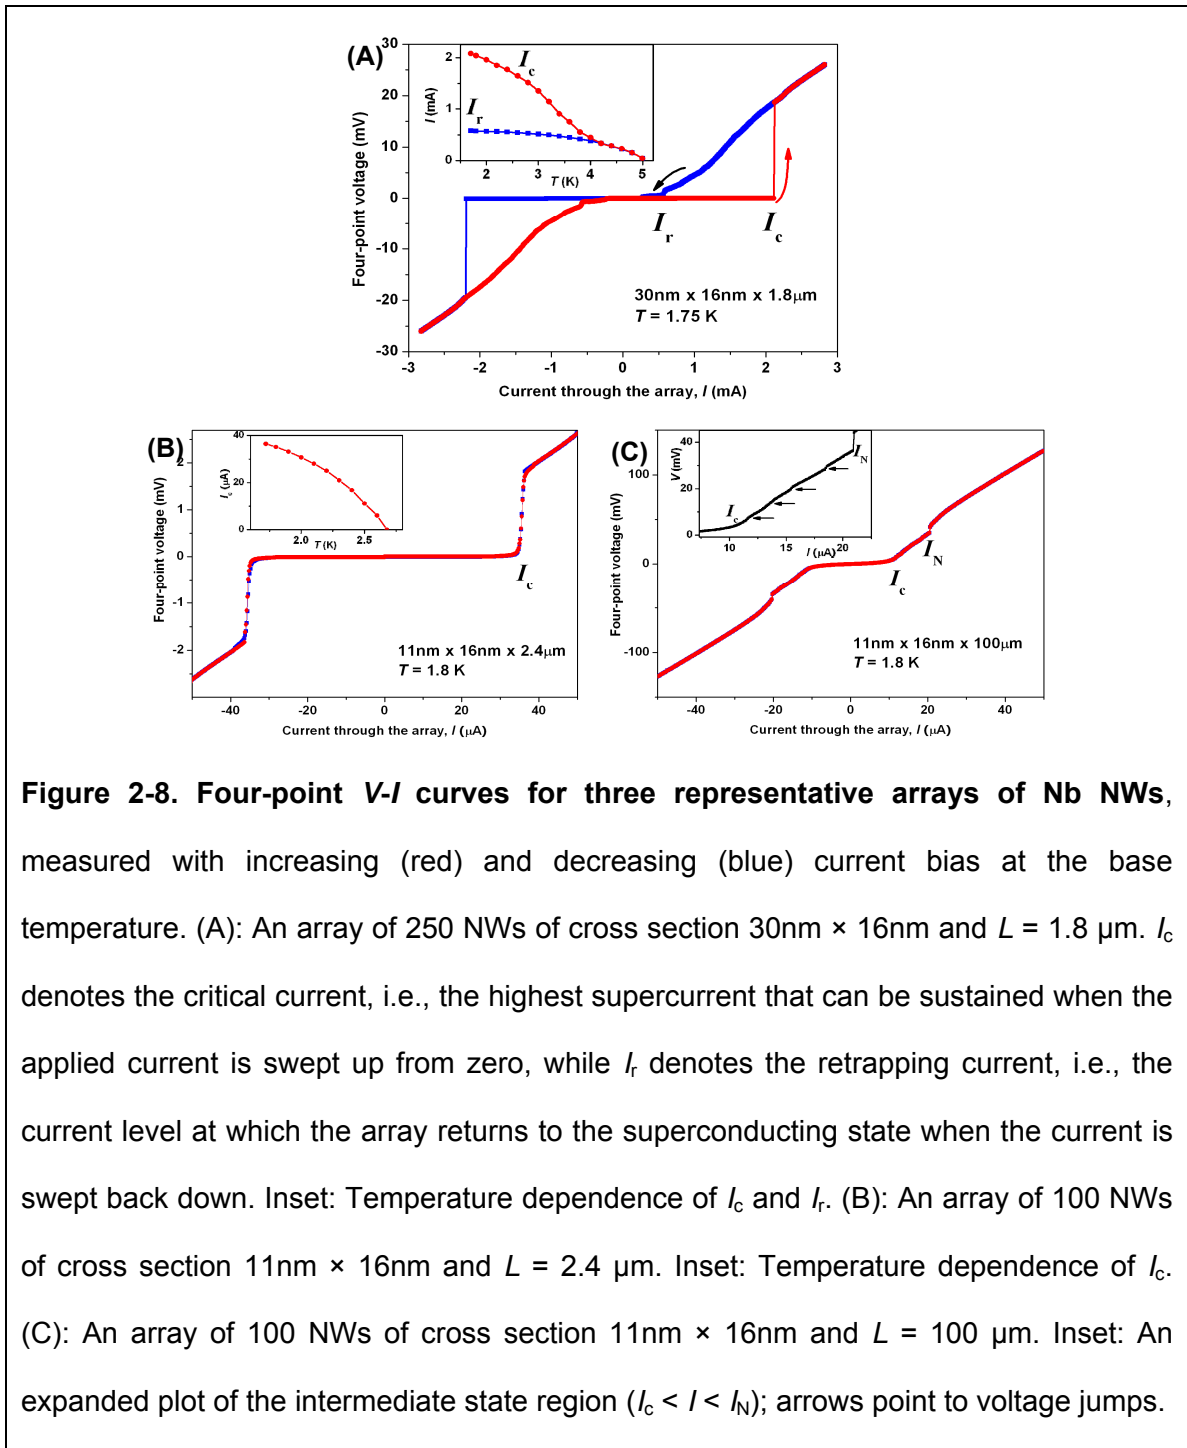 (A)
30
20
10
0
-10
-20
-30
Four-point voltage (mV)
-3
-2
-1
0
1
2
3
Current through the array, I (mA)
2
1
0
I (mA)
2
3
4
5
T (K)
Ic
Ir
Ir
Ic
30nm x 16nm x 1.8μm
T = 1.75 K
(B)
2
1
0
-1
-2
Four-point voltage (mV)
-40
-20
0
20
40
Current through the array, I (μA)
40
20
0
Ic (μA)
2.0
2.5
T (K)
Ic
11nm x 16nm x 2.4μm
T = 1.8 K
(C)
100
50
0
-50
-100
Four-point voltage (mV)
-40
-20
0
20
40
Current through the array, I (μA)
40
20
0
V (mV)
10
15
20
I (μA)
Ic
IN
IN
Ic
11nm x 16nm x 100μm
T = 1.8 K
Figure 2-8. Four-point V-I curves for three representative arrays of Nb NWs,
measured with increasing (red) and decreasing (blue) current bias at the base
temperature. (A): An array of 250 NWs of cross section 30nm × 16nm and L = 1.8 μm. Ic
denotes the critical current, i.e., the highest supercurrent that can be sustained when the
applied current is swept up from zero, while Ir denotes the retrapping current, i.e., the
current level at which the array returns to the superconducting state when the current is
swept back down. Inset: Temperature dependence of Ic and Ir. (B): An array of 100 NWs
of cross section 11nm × 16nm and L = 2.4 μm. Inset: Temperature dependence of Ic.
(C): An array of 100 NWs of cross section 11nm × 16nm and L = 100 μm. Inset: An
expanded plot of the intermediate state region (Ic < I < IN); arrows point to voltage jumps.